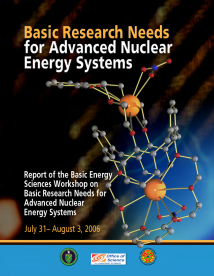 Basic Research Needs
for Advanced Nuclear
Energy Systems
Report of the Basic Energy
Sciences Workshop on
Basic Research Needs for
Advanced Nuclear
Energy Systems
July 31–August 3, 2006
Office of
Science